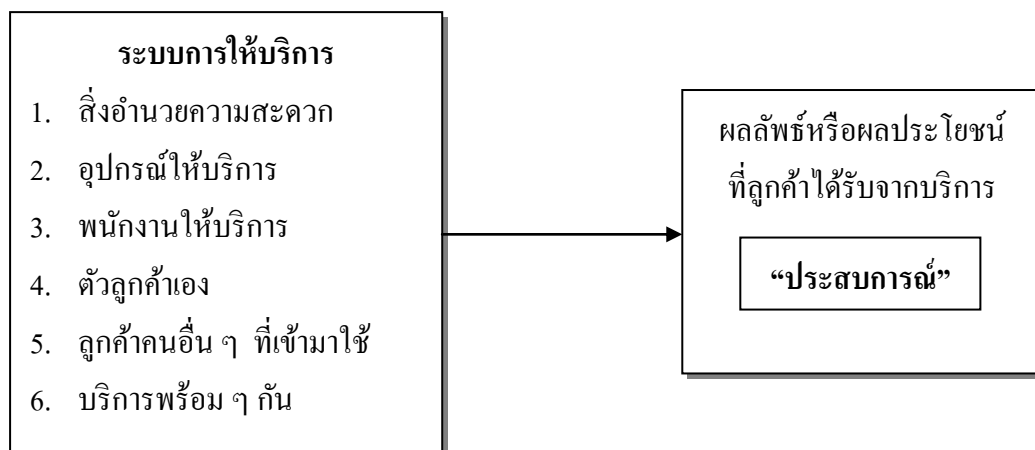 ระบบการให้บริการ
1. สิ่งอำนวยความสะดวก
2. อุปกรณ์ให้บริการ
3. พนักงานให้บริการ
4. ตัวลูกค้าเอง
5. ลูกค้าคนอื่น ๆ ที่เข้ามาใช้
6. บริการพร้อม ๆ กัน
ผลลัพธ์หรือผลประโยชน์
ที่ลูกค้าได้รับจากบริการ
“ประสบการณ์”